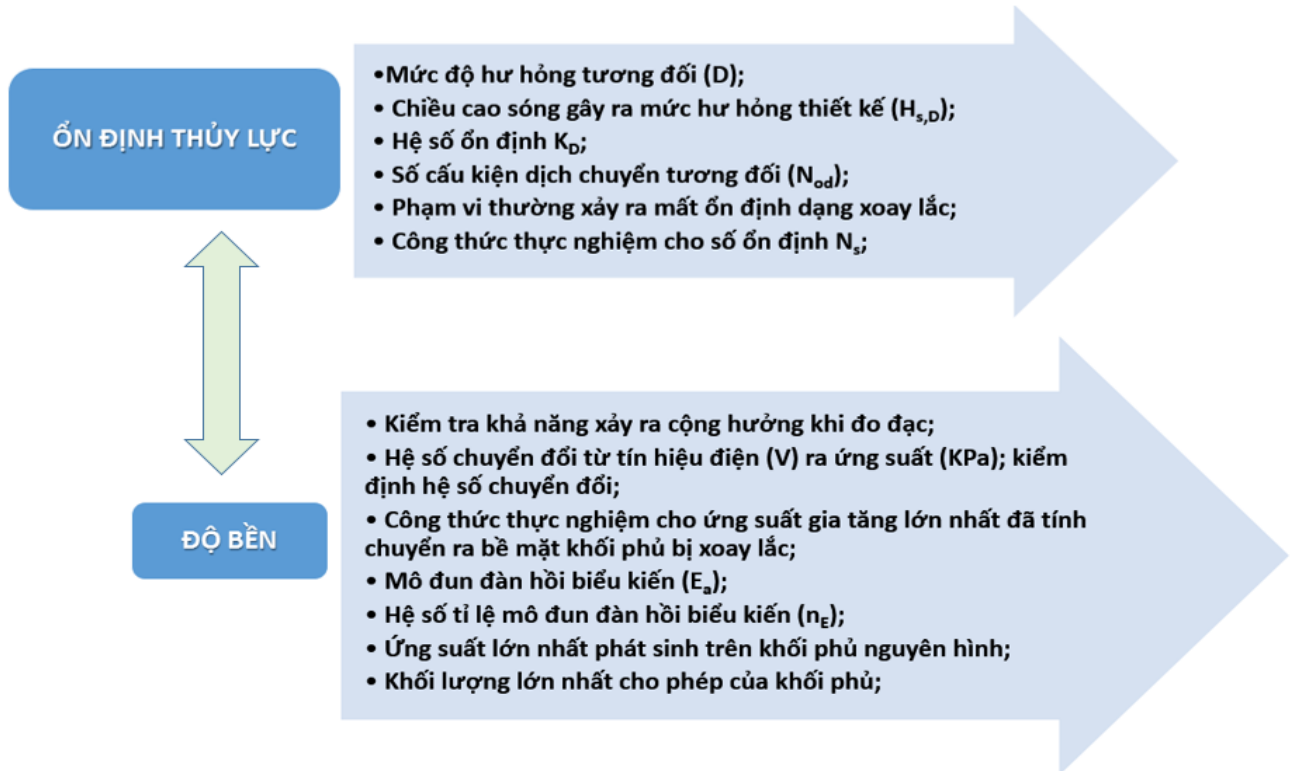 ỔN ĐỊNH THỦY LỰC
•Mức độ hư hỏng tương đối (D);
• Chiều cao sóng gây ra mức hư hỏng thiết kế (Hs,D);
• Hệ số ổn định KD;
• Số cấu kiện dịch chuyển tương đối (Nod);
• Phạm vi thường xảy ra mất ổn định dạng xoay lắc;
• Công thức thực nghiệm cho số ổn định Ns;
ĐỘ BỀN
• Kiểm tra khả năng xảy ra cộng hưởng khi đo đạc;
• Hệ số chuyển đổi từ tín hiệu điện (V) ra ứng suất (KPa); kiểm
định hệ số chuyển đổi;
• Công thức thực nghiệm cho ứng suất gia tăng lớn nhất đã tính
chuyển ra bề mặt khối phủ bị xoay lắc;
• Mô đun đàn hồi biểu kiến (Ea);
• Hệ số tỉ lệ mô đun đàn hồi biểu kiến (nE);
• Ứng suất lớn nhất phát sinh trên khối phủ nguyên hình;
• Khối lượng lớn nhất cho phép của khối phủ;